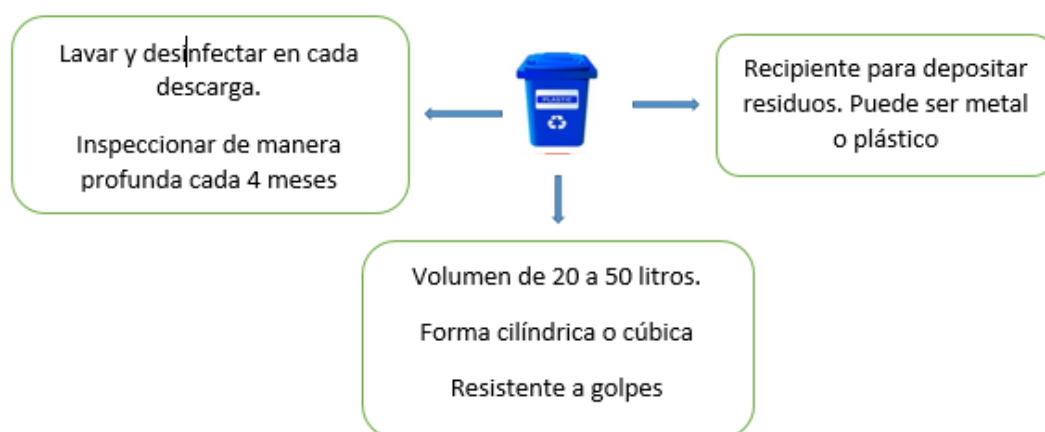 Lavar y desinfectar en cada
descarga.
Inspeccionar de manera
profunda cada 4 meses
PLASTIC
Recipiente para depositar
residuos. Puede ser metal
o plástico
Volumen de 20 a 50 litros.
Forma cilíndrica o cúbica
Resistente a golpes